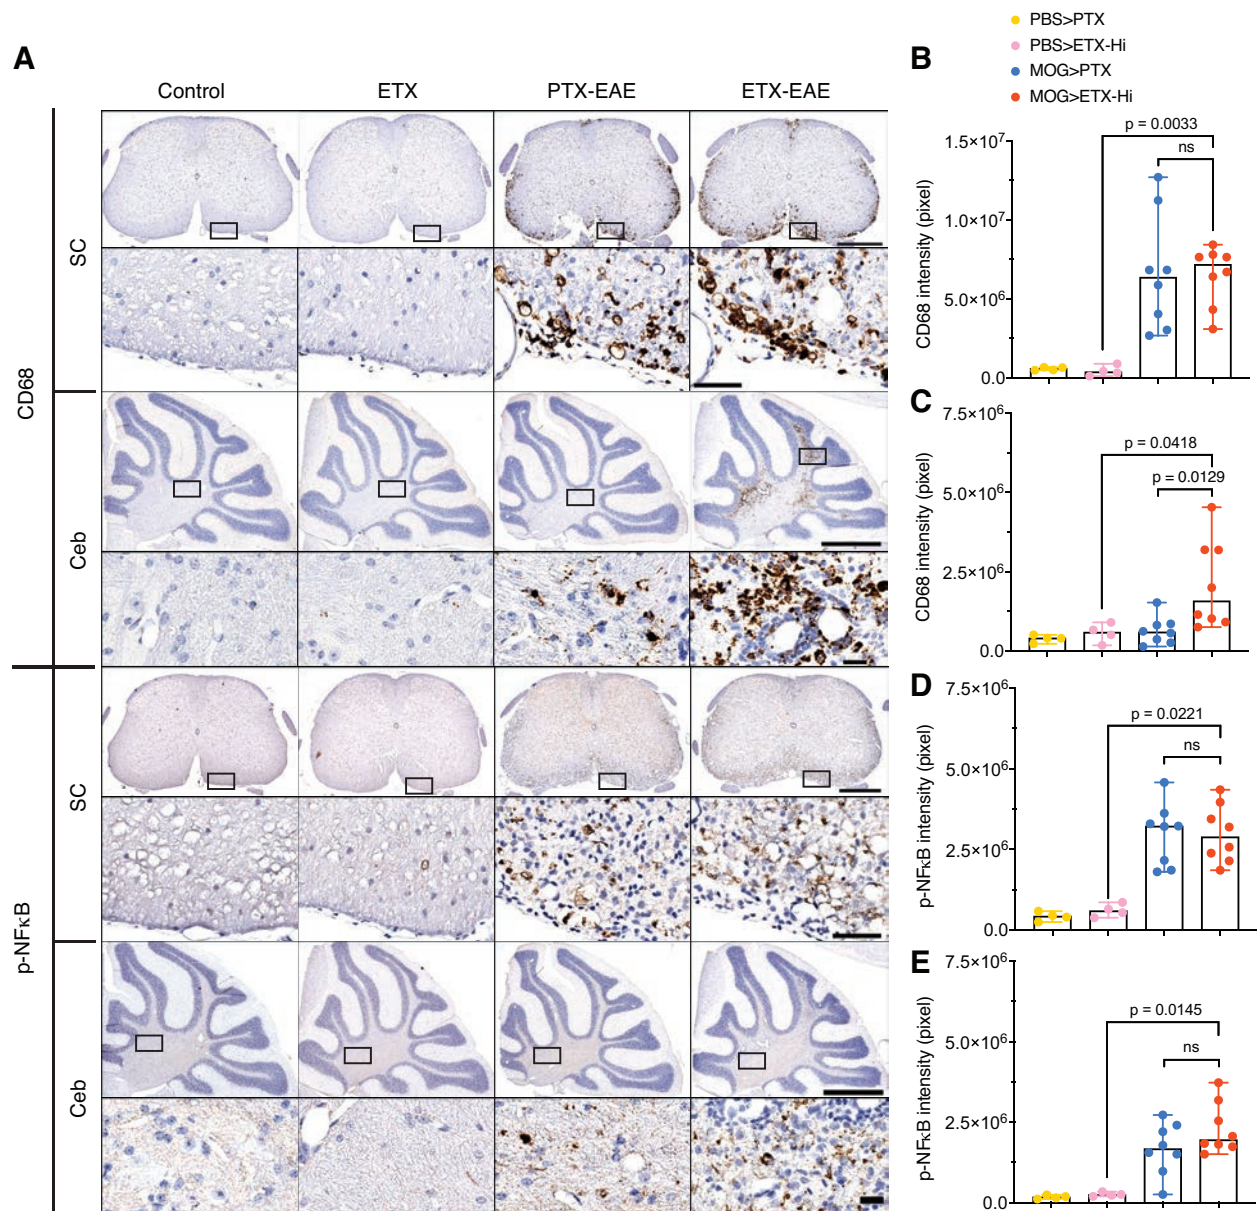 A
Control
ETX
PTX-EAE
ETX-EAE
CD68
SC
Ceb
p-NFκB
SC
Ceb
PBS>PTX
PBS>ETX-Hi
MOG>PTX
MOG>ETX-Hi
B
CD68 intensity (pixel)
1.5×10⁷
1.0×10⁷
5.0×10⁶
0.0
p = 0.0033
ns
C
CD68 intensity (pixel)
7.5×10⁶
5.0×10⁶
2.5×10⁶
0.0
p = 0.0418
p = 0.0129
D
p-NFκB intensity (pixel)
7.5×10⁶
5.0×10⁶
2.5×10⁶
0.0
p = 0.0221
ns
E
p-NFκB intensity (pixel)
7.5×10⁶
5.0×10⁶
2.5×10⁶
0.0
p = 0.0145
ns